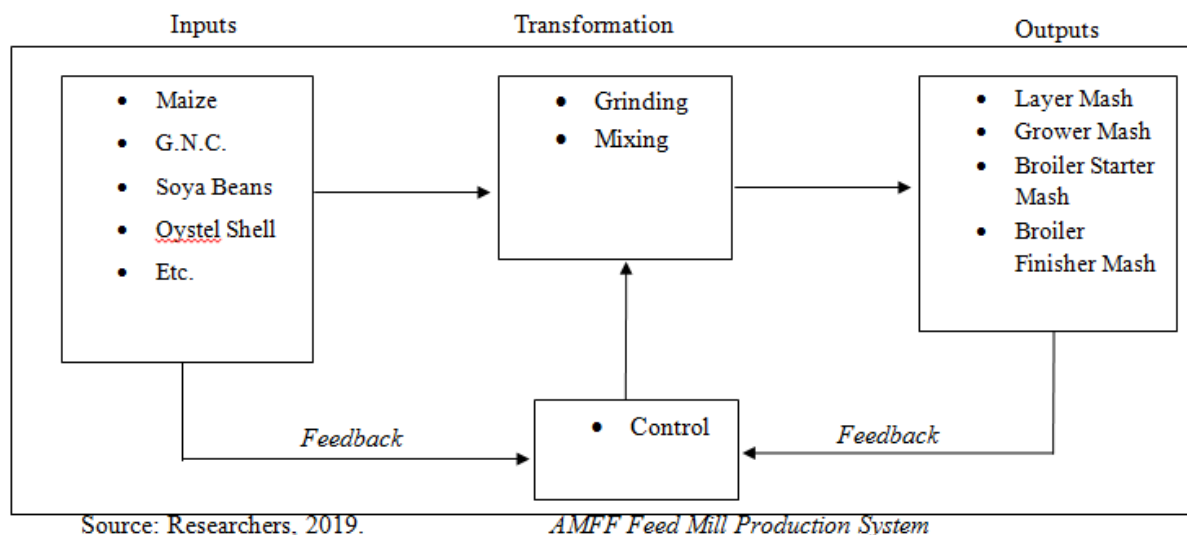 Inputs
Transformation
Outputs
• Maize
• G.N.C.
• Soya Beans
• Oystel Shell
• Etc.
• Grinding
• Mixing
• Layer Mash
• Grower Mash
• Broiler Starter
Mash
• Broiler
Finisher Mash
• Control
Feedback
Feedback
Source: Researchers, 2019.
AMFF Feed Mill Production System